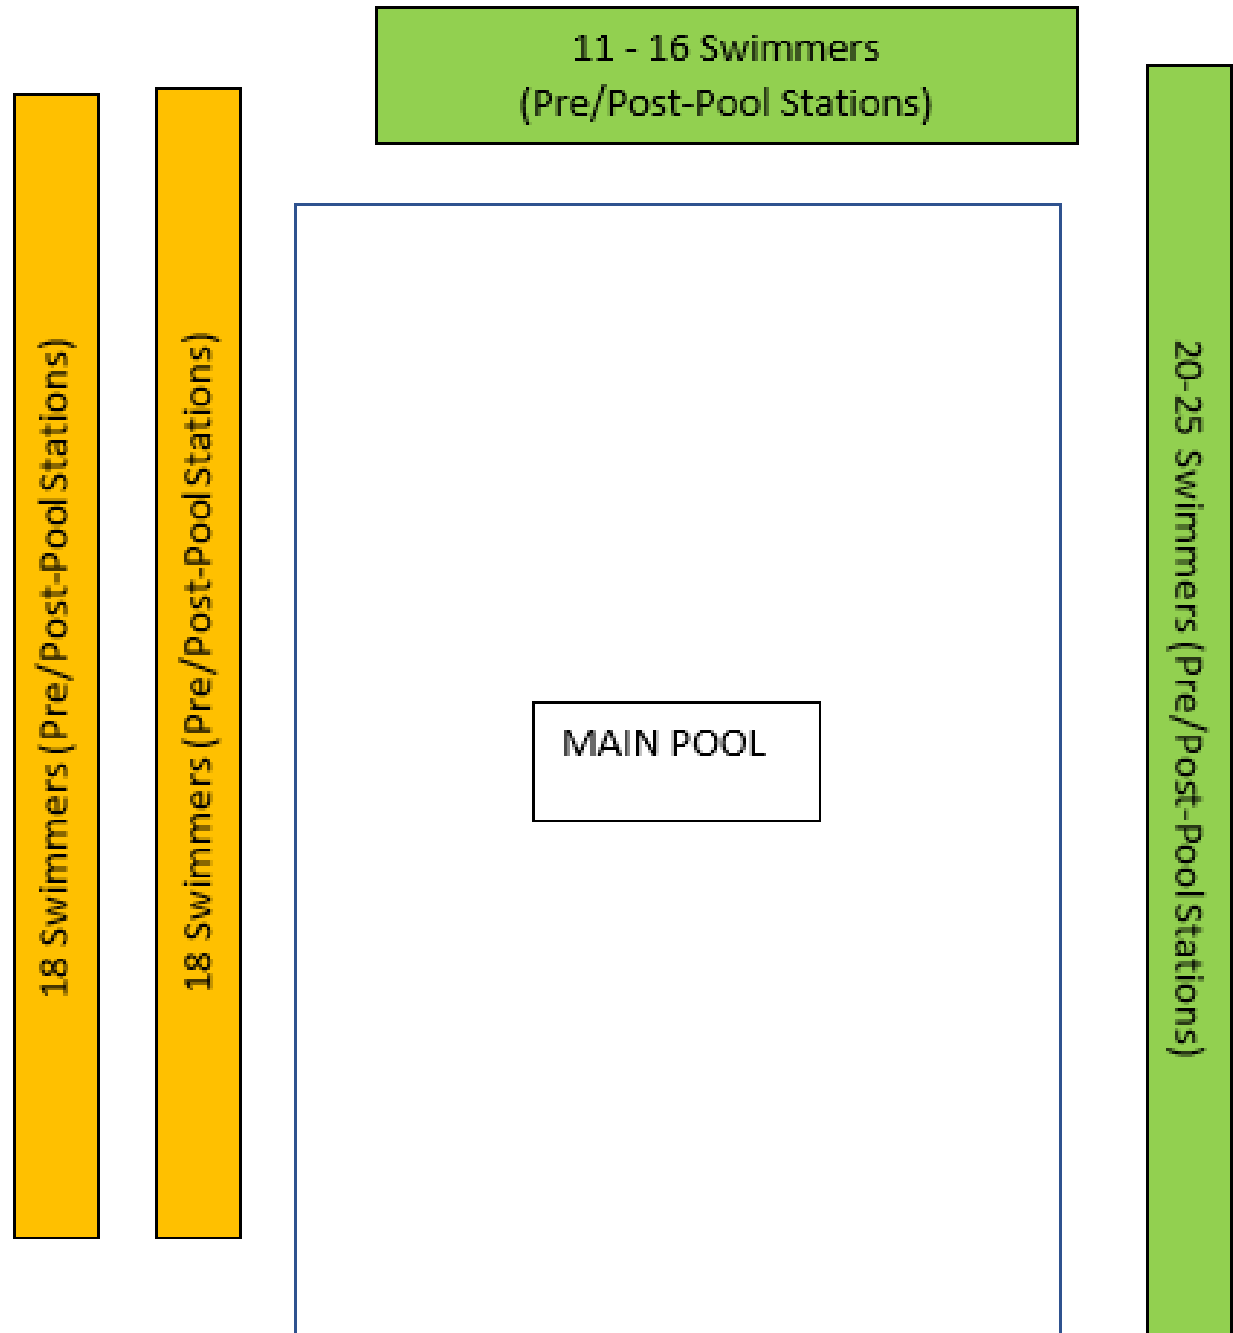 11 - 16 Swimmers
(Pre/Post-Pool Stations)
18 Swimmers (Pre/Post-Pool Stations)
18 Swimmers (Pre/Post-Pool Stations)
MAIN POOL
20-25 Swimmers (Pre/Post-Pool Stations)